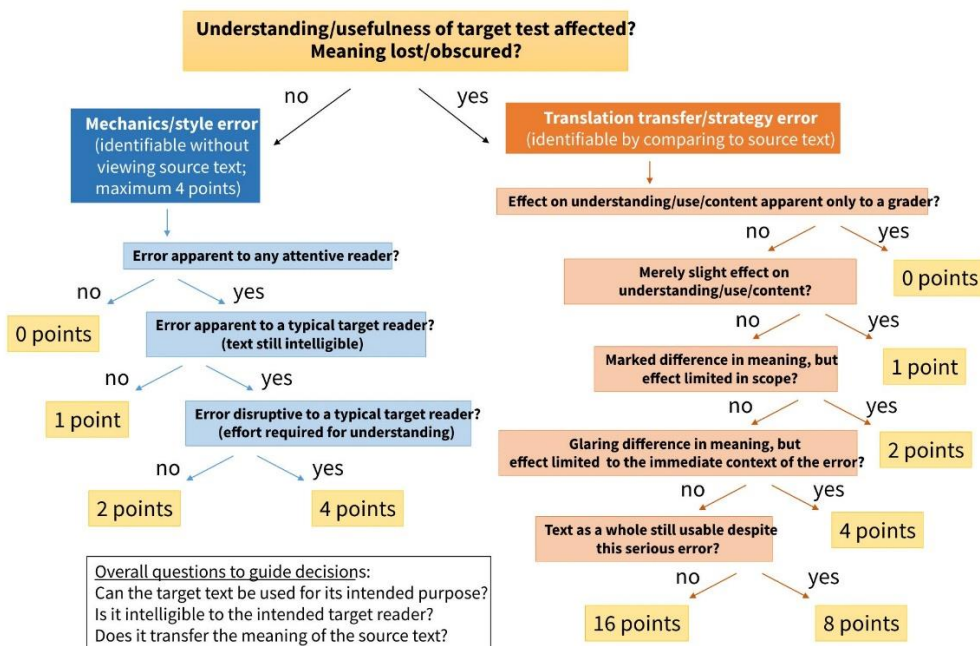 Understanding/usefulness of target test affected?
Meaning lost/obscured?
no
yes
Mechanics/style error
(identifiable without
viewing source text;
maximum 4 points)
Error apparent to any attentive reader?
no
yes
0 points
Error apparent to a typical target reader?
(text still intelligible)
no
yes
1 point
Error disruptive to a typical target reader?
(effort required for understanding)
no
yes
2 points
4 points
Overall questions to guide decisions:
Can the target text be used for its intended purpose?
Is it intelligible to the intended target reader?
Does it transfer the meaning of the source text?
Translation transfer/strategy error
(identifiable by comparing to source text)
Effect on understanding/use/content apparent only to a grader?
no
yes
0 points
Merely slight effect on
understanding/use/content?
no
yes
1 point
Marked difference in meaning, but
effect limited in scope?
no
yes
2 points
Glaring difference in meaning, but
effect limited to the immediate context of the error?
no
yes
4 points
Text as a whole still usable despite
this serious error?
no
yes
16 points
8 points